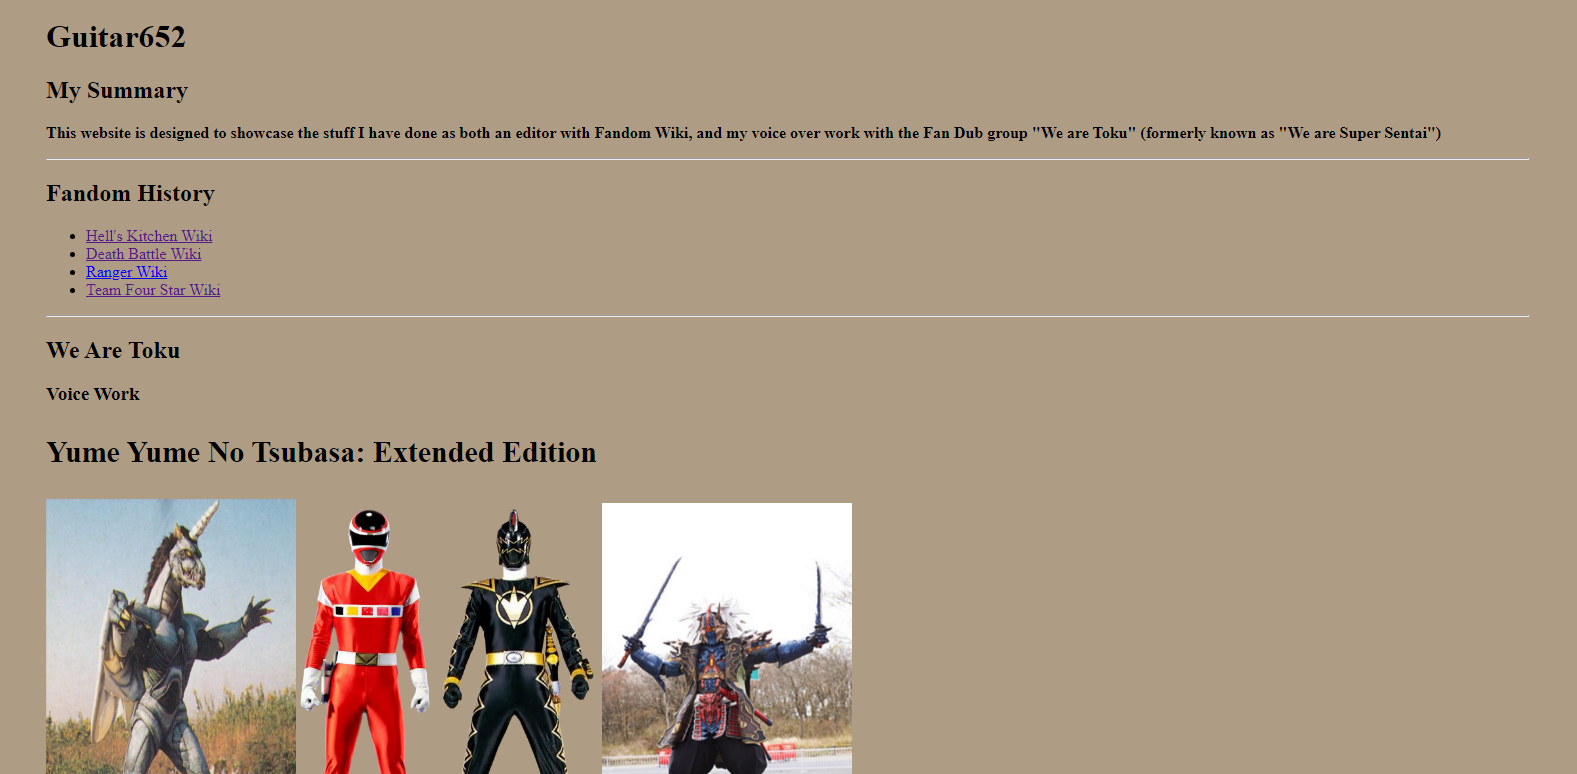 Guitar652
My Summary
This website is designed to showcase the stuff I have done as both an editor with Fandom Wiki, and my voice over work with the Fan Dub group "We are Toku" (formerly known as "We are Super Sentai")
Fandom History
Hell's Kitchen Wiki
Death Battle Wiki
Ranger Wiki
Team Four Star Wiki
We Are Toku
Voice Work
Yume Yume No Tsubasa: Extended Edition